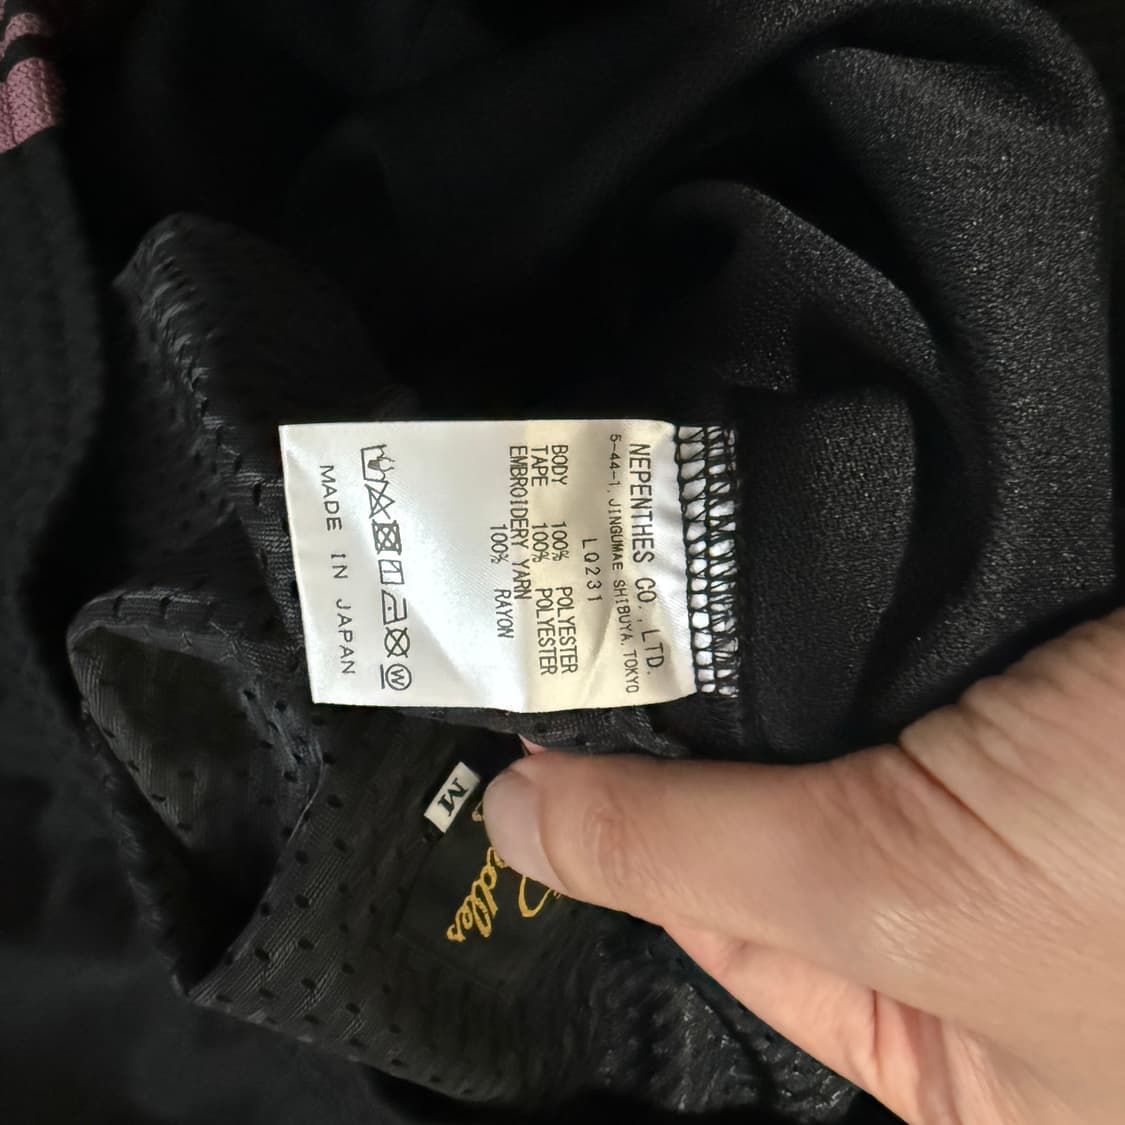 NEPENTHES CO., LTD.
5-44-1, JINGUMAE SHIBUYA, TOKYO
LQ231
BODY 100% POLYESTER
TAPE 100% POLYESTER
EMBROIDERY YARN
100% RAYON
W
MADE IN JAPAN
M